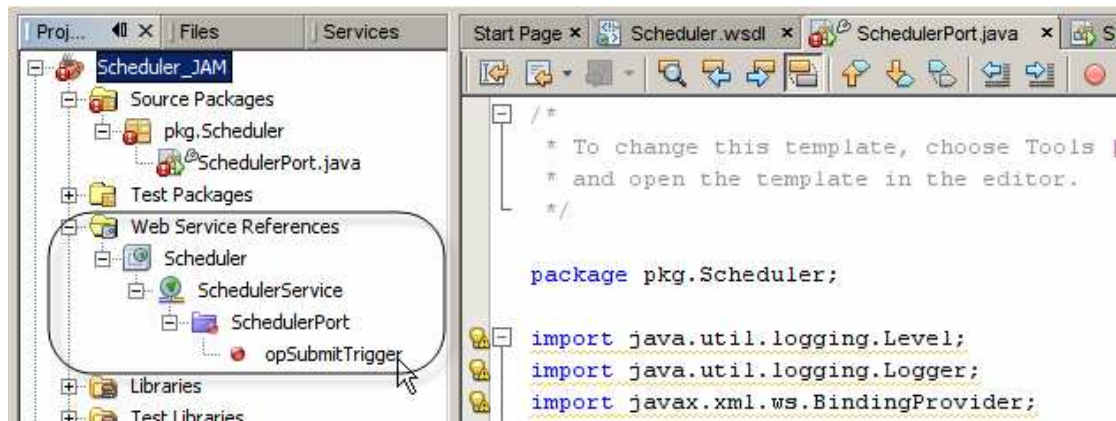 Proj...
Files
Services
Scheduler_JAM
Source Packages
pkg.Scheduler
SchedulerPort.java
Test Packages
Web Service References
Scheduler
SchedulerService
SchedulerPort
opSubmitTrigger
Libraries
Test Libraries
Start Page
Scheduler.wsdl
SchedulerPort.java
S
/*
* To change this template, choose Tools |
* and open the template in the editor.
*/
package pkg.Scheduler;
import java.util.logging.Level;
import java.util.logging.Logger;
import javax.xml.ws.BindingProvider;